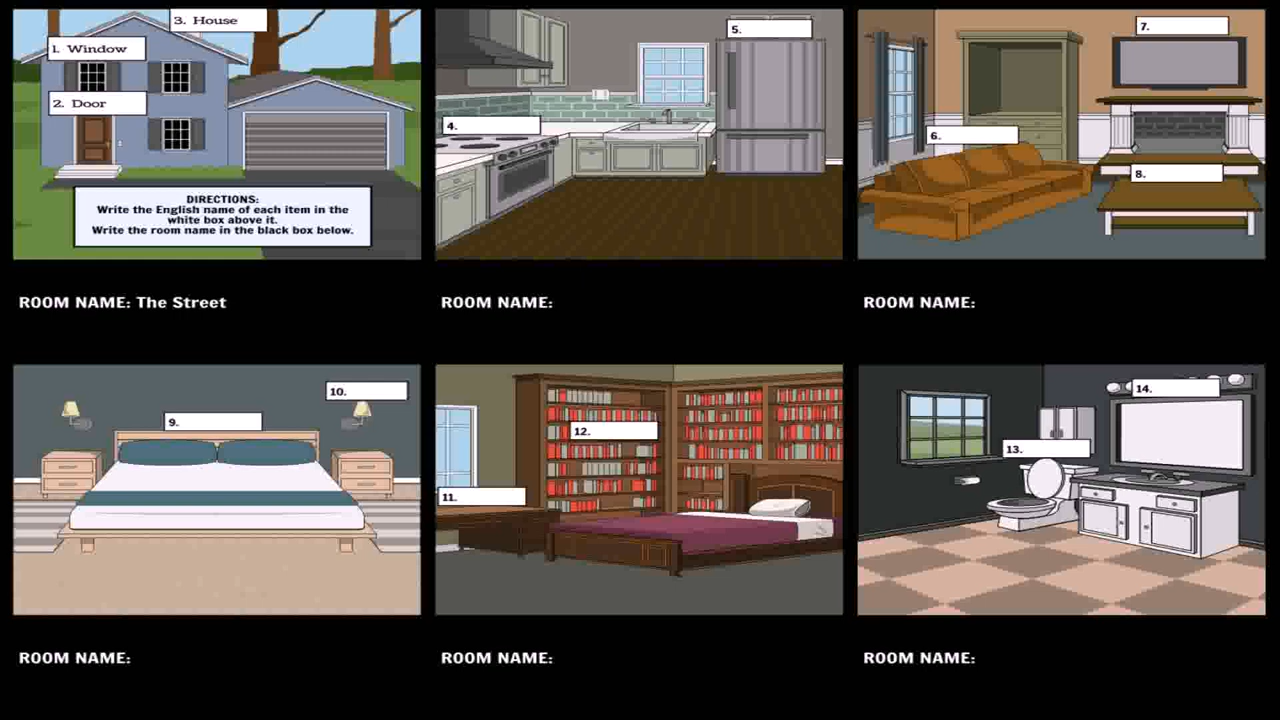 3. House
1. Window
2. Door
DIRECTIONS:
Write the English name of each item in the
white box above it.
Write the room name in the black box below.
ROOM NAME: The Street
4.
5.
ROOM NAME:
6.
7.
8.
ROOM NAME:
9.
10.
ROOM NAME:
11.
12.
ROOM NAME:
13.
14.
ROOM NAME: